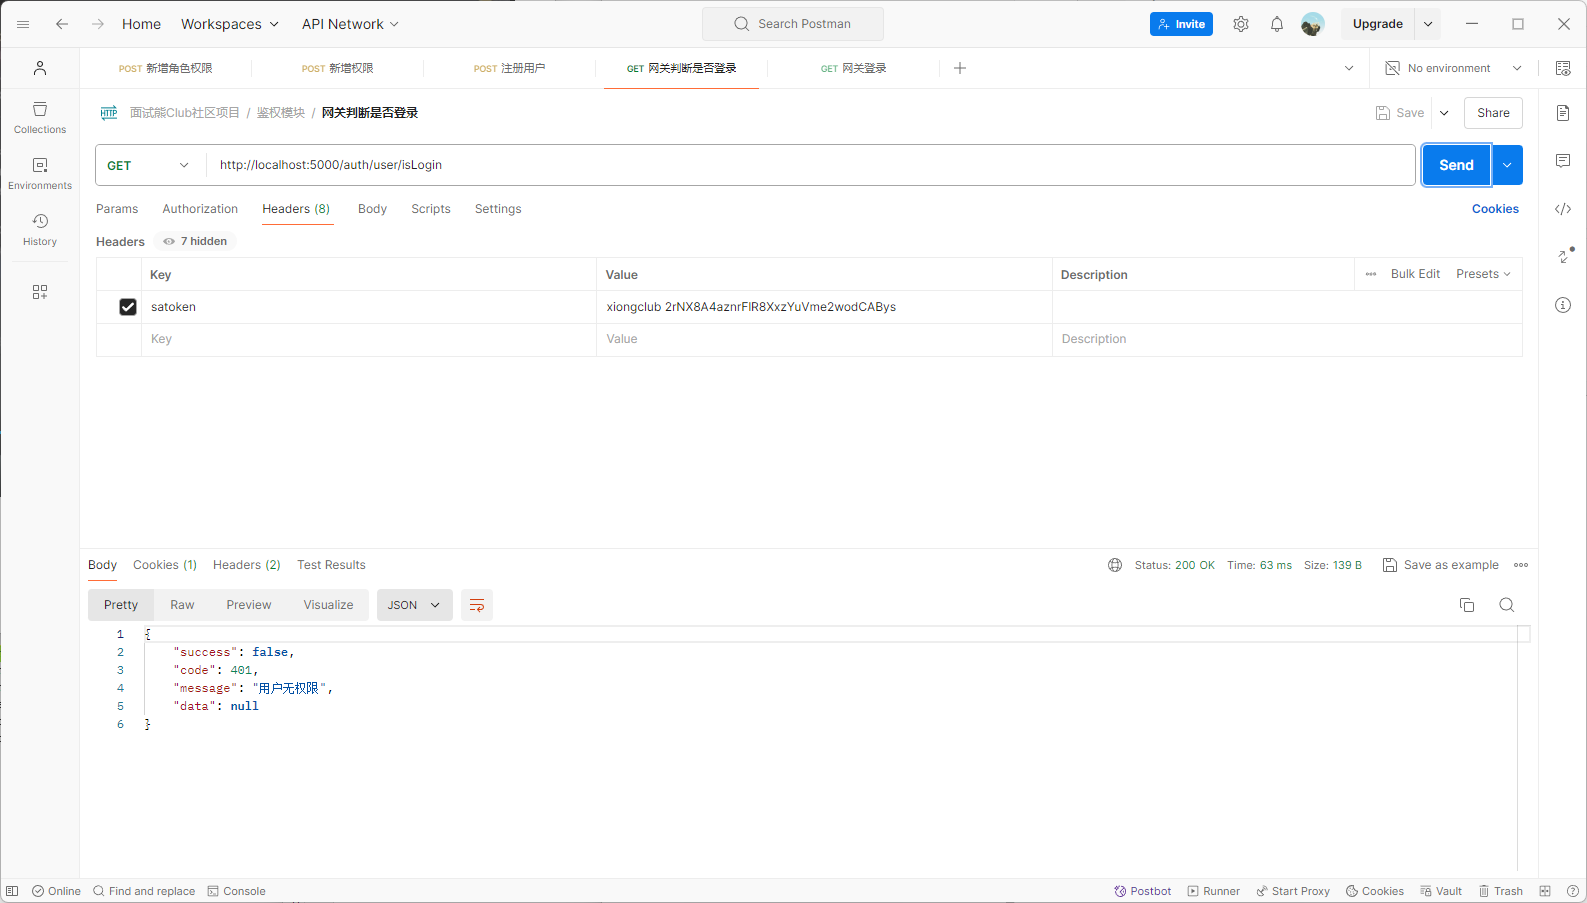 Home
Workspaces
API Network
Search Postman
Invite
Upgrade
POST 新增角色权限
POST 新增权限
POST 注册用户
GET 网关判断是否登录
GET 网关登录
No environment
HTTP 面试熊Club社区项目 / 鉴权模块 / 网关判断是否登录
Save
Share
Collections
Environments
History
GET
http://localhost:5000/auth/user/isLogin
Send
Params
Authorization
Headers (8)
Body
Scripts
Settings
Cookies
Headers
7 hidden
Key
Value
Description
Bulk Edit
Presets
satoken
xiongclub 2rNX8A4aznrFlR8XxzYuVme2wodCABys
Key
Value
Description
Body
Cookies (1)
Headers (2)
Test Results
Status: 200 OK
Time: 63 ms
Size: 139 B
Save as example
Pretty
Raw
Preview
Visualize
JSON
1 {
2 "success": false,
3 "code": 401,
4 "message": "用户无权限",
5 "data": null
6 }
Online
Find and replace
Console
Postbot
Runner
Start Proxy
Cookies
Vault
Trash